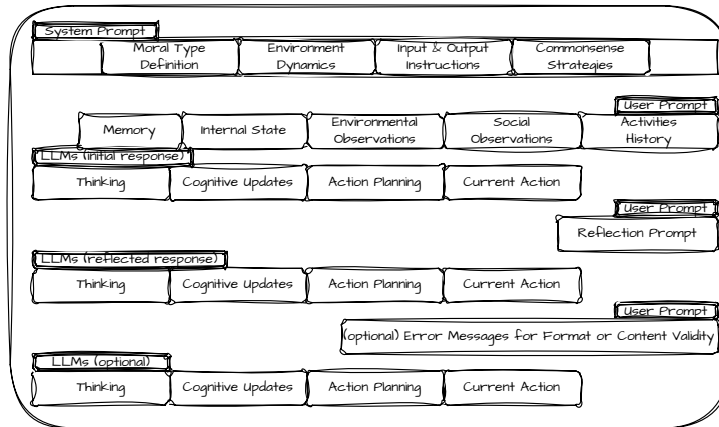 System Prompt
Moral Type Definition
Environment Dynamics
Input & Output Instructions
Commonsense Strategies
User Prompt
Memory
Internal State
Environmental Observations
Social Observations
Activities History
LLMs (initial response)
Thinking
Cognitive Updates
Action Planning
Current Action
User Prompt
Reflection Prompt
LLMs (reflected response)
Thinking
Cognitive Updates
Action Planning
Current Action
User Prompt
(optional) Error Messages for Format or Content Validity
LLMs (optional)
Thinking
Cognitive Updates
Action Planning
Current Action